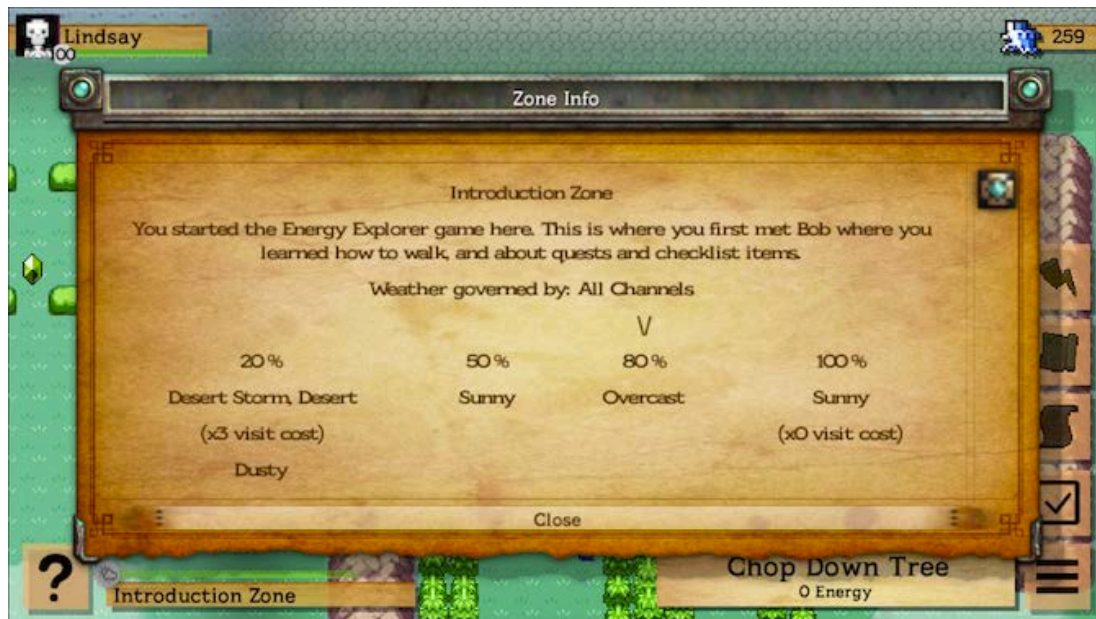 Lindsay
∞
259
Zone Info
Introduction Zone
You started the Energy Explorer game here. This is where you first met Bob where you
learned how to walk, and about quests and checklist items.
Weather governed by: All Channels
V
20% 50% 80% 100%
Desert Storm, Desert Sunny Overcast Sunny
(x3 visit cost) (x0 visit cost)
Dusty
Close
?
Introduction Zone
Chop Down Tree
0 Energy